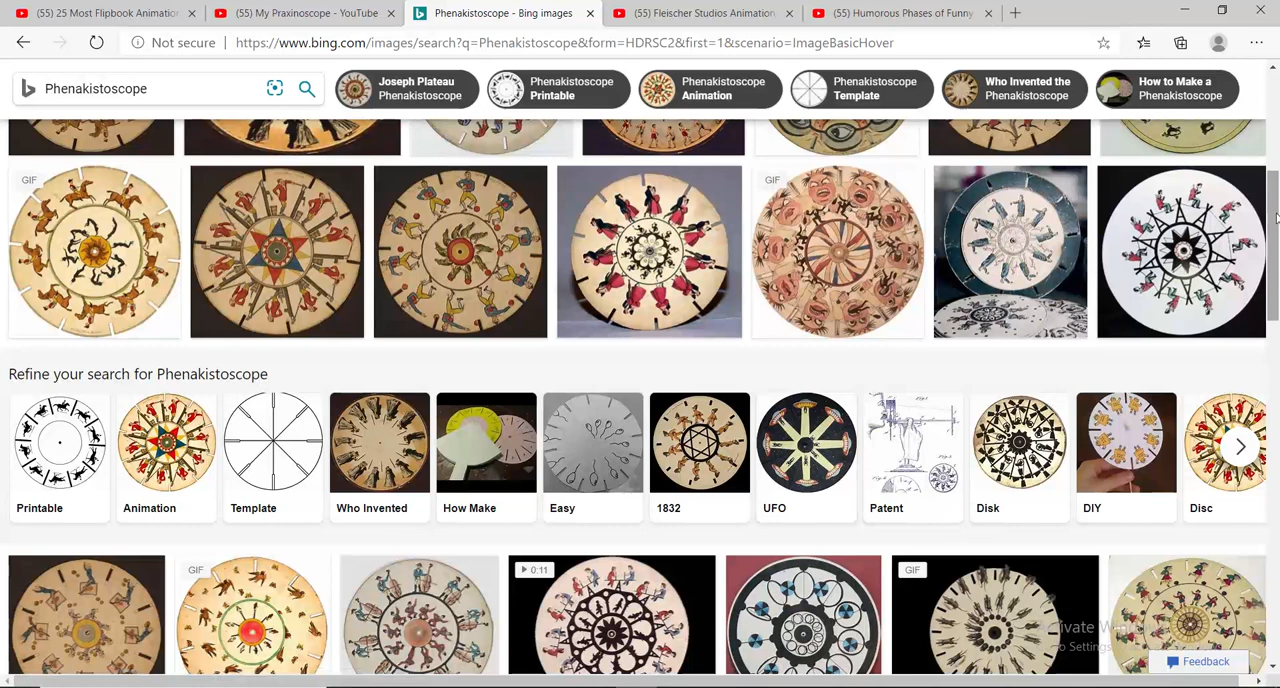 (55) 25 Most Flipbook Animation
(55) My Praxinoscope - YouTube
Phenakistoscope - Bing images
(55) Fleischer Studios Animation
(55) Humorous Phases of Funny
Not secure
https://www.bing.com/images/search?q=Phenakistoscope&form=HDRSC2&first=1&scenario=ImageBasicHover
Phenakistoscope
Joseph Plateau
Phenakistoscope
Phenakistoscope
Printable
Phenakistoscope
Animation
Phenakistoscope
Template
Who Invented the
Phenakistoscope
How to Make a
Phenakistoscope
GIF
GIF
Refine your search for Phenakistoscope
Printable
Animation
Template
Who Invented
How Make
Easy
1832
UFO
Patent
Disk
DIY
Disc
GIF
0:11
GIF
Feedback